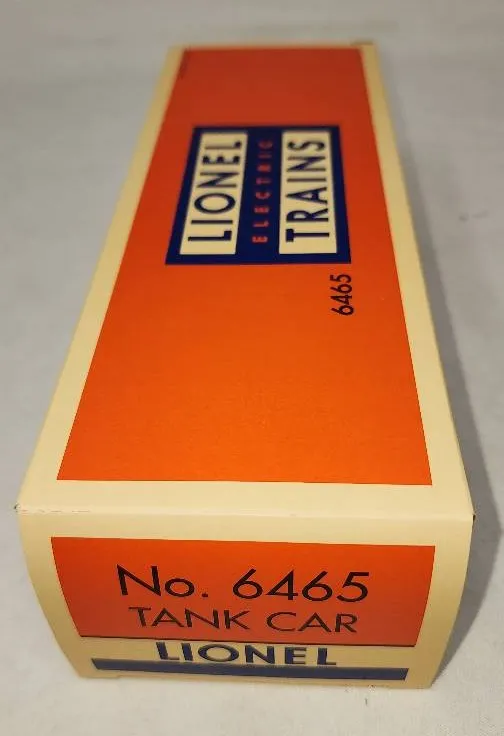 LIONEL
ELECTRIC
TRAINS
6465
No. 6465
TANK CAR
LIONEL